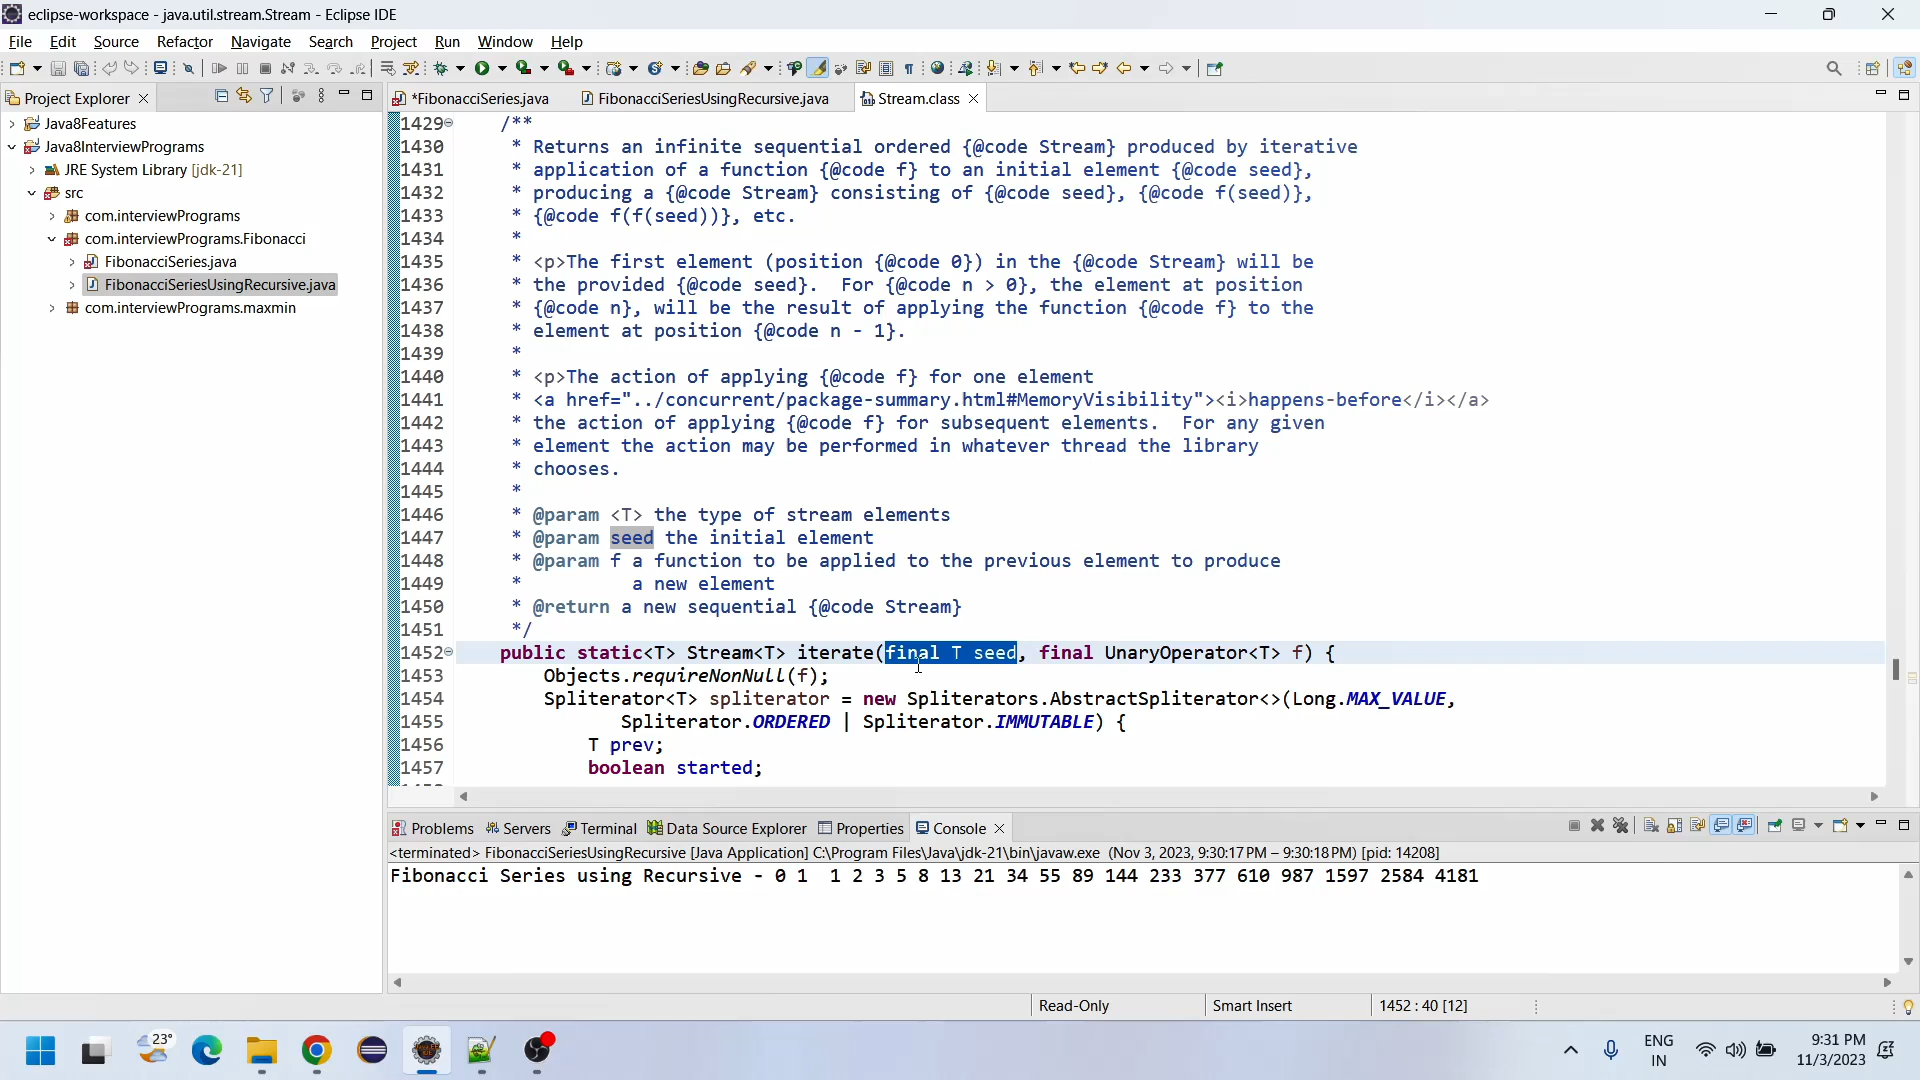 eclipse-workspace - java.util.stream.Stream - Eclipse IDE
File Edit Source Refactor Navigate Search Project Run Window Help
Project Explorer
*FibonacciSeries.java FibonacciSeriesUsingRecursive.java Stream.class
Java8Features
Java8InterviewPrograms
JRE System Library [jdk-21]
src
com.interviewPrograms
com.interviewPrograms.Fibonacci
FibonacciSeries.java
FibonacciSeriesUsingRecursive.java
com.interviewPrograms.maxmin
1429 /**
1430 * Returns an infinite sequential ordered {@code Stream} produced by iterative
1431 * application of a function {@code f} to an initial element {@code seed},
1432 * producing a {@code Stream} consisting of {@code seed}, {@code f(seed)},
1433 * {@code f(f(seed))}, etc.
1434 *
1435 * <p>The first element (position {@code 0}) in the {@code Stream} will be
1436 * the provided {@code seed}.  For {@code n > 0}, the element at position
1437 * {@code n}, will be the result of applying the function {@code f} to the
1438 * element at position {@code n - 1}.
1439 *
1440 * <p>The action of applying {@code f} for one element
1441 * <a href="../concurrent/package-summary.html#MemoryVisibility"><i>happens-before</i></a>
1442 * the action of applying {@code f} for subsequent elements.  For any given
1443 * element the action may be performed in whatever thread the library
1444 * chooses.
1445 *
1446 * @param <T> the type of stream elements
1447 * @param seed the initial element
1448 * @param f a function to be applied to the previous element to produce
1449 * a new element
1450 * @return a new sequential {@code Stream}
1451 */
1452 public static<T> Stream<T> iterate(final T seed, final UnaryOperator<T> f) {
1453 Objects.requireNonNull(f);
1454 Spliterator<T> spliterator = new Spliterators.AbstractSpliterator<>(Long.MAX_VALUE,
1455 Spliterator.ORDERED | Spliterator.IMMUTABLE) {
1456 T prev;
1457 boolean started;
Problems Servers Terminal Data Source Explorer Properties Console
<terminated> FibonacciSeriesUsingRecursive [Java Application] C:\Program Files\Java\jdk-21\bin\javaw.exe (Nov 3, 2023, 9:30:17 PM – 9:30:18 PM) [pid: 14208]
Fibonacci Series using Recursive - 0 1  1 2 3 5 8 13 21 34 55 89 144 233 377 610 987 1597 2584 4181
Read-Only Smart Insert 1452 : 40 [12]
23°
ENG
IN
9:31 PM
11/3/2023